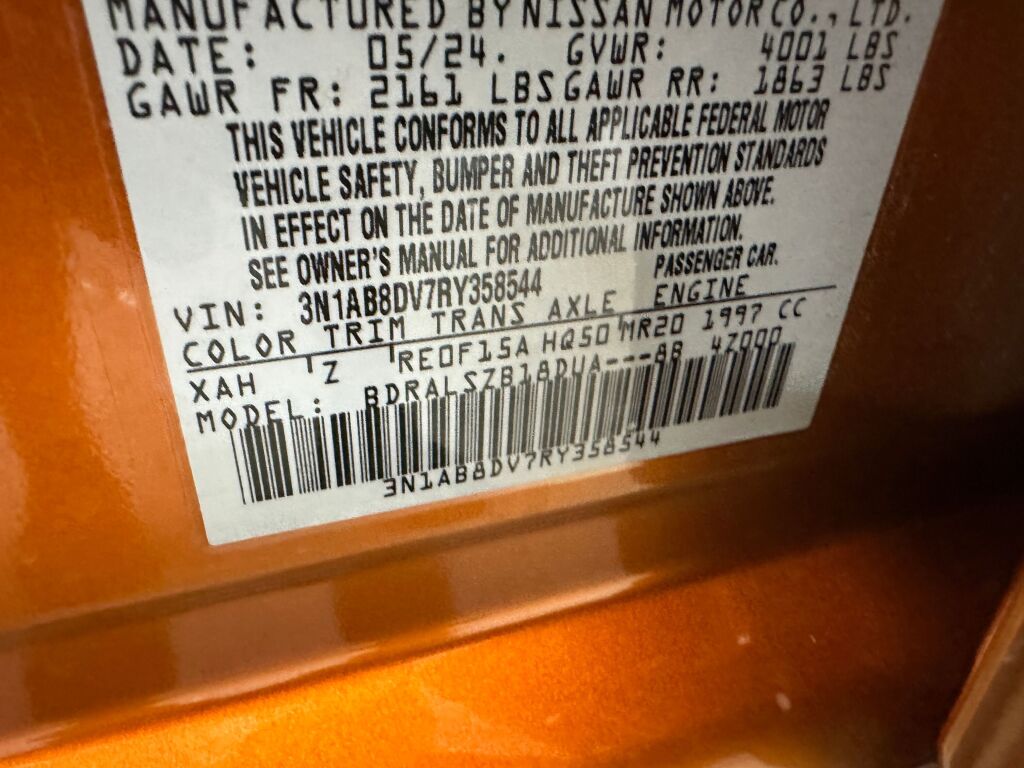 MANUFACTURED BY NISSAN MOTOR CO., LTD.
DATE: 05/24. GVWR: 4001 LBS
GAWR FR: 2161 LBS GAWR RR: 1863 LBS
THIS VEHICLE CONFORMS TO ALL APPLICABLE FEDERAL MOTOR
VEHICLE SAFETY, BUMPER AND THEFT PREVENTION STANDARDS
IN EFFECT ON THE DATE OF MANUFACTURE SHOWN ABOVE.
SEE OWNER'S MANUAL FOR ADDITIONAL INFORMATION.
VIN: 3N1AB8DV7RY358544 PASSENGER CAR.
COLOR TRIM TRANS AXLE ENGINE
XAH Z RE0F15A HQ50 MR20 1997 CC
MODEL: BDRALSZB18DUA---8B 4Z000
3N1AB8DV7RY358544